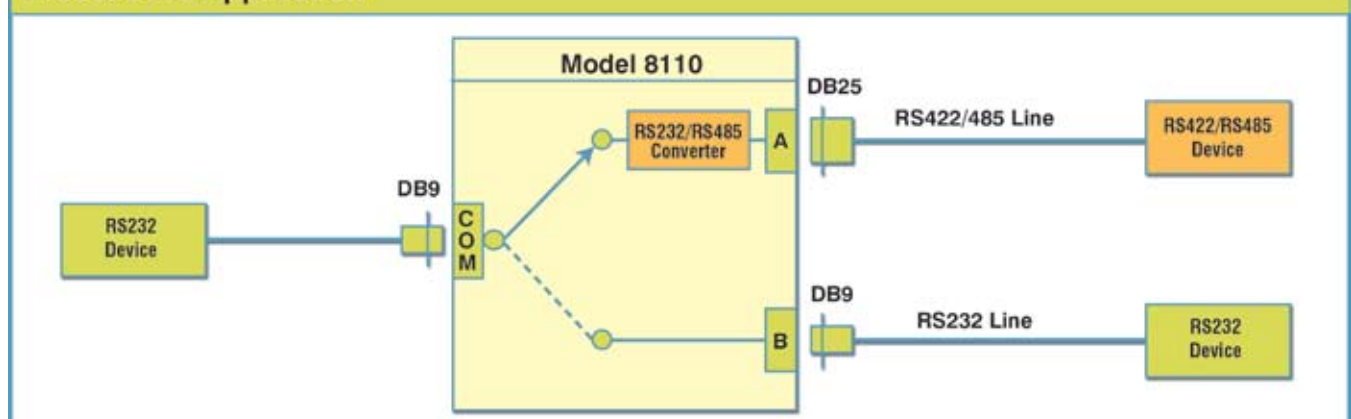 Model 8110
DB25
RS422/485 Line
RS232/RS485
Converter
A
RS422/RS485
Device
DB9
RS232
Device
COM
DB9
RS232 Line
B
RS232
Device